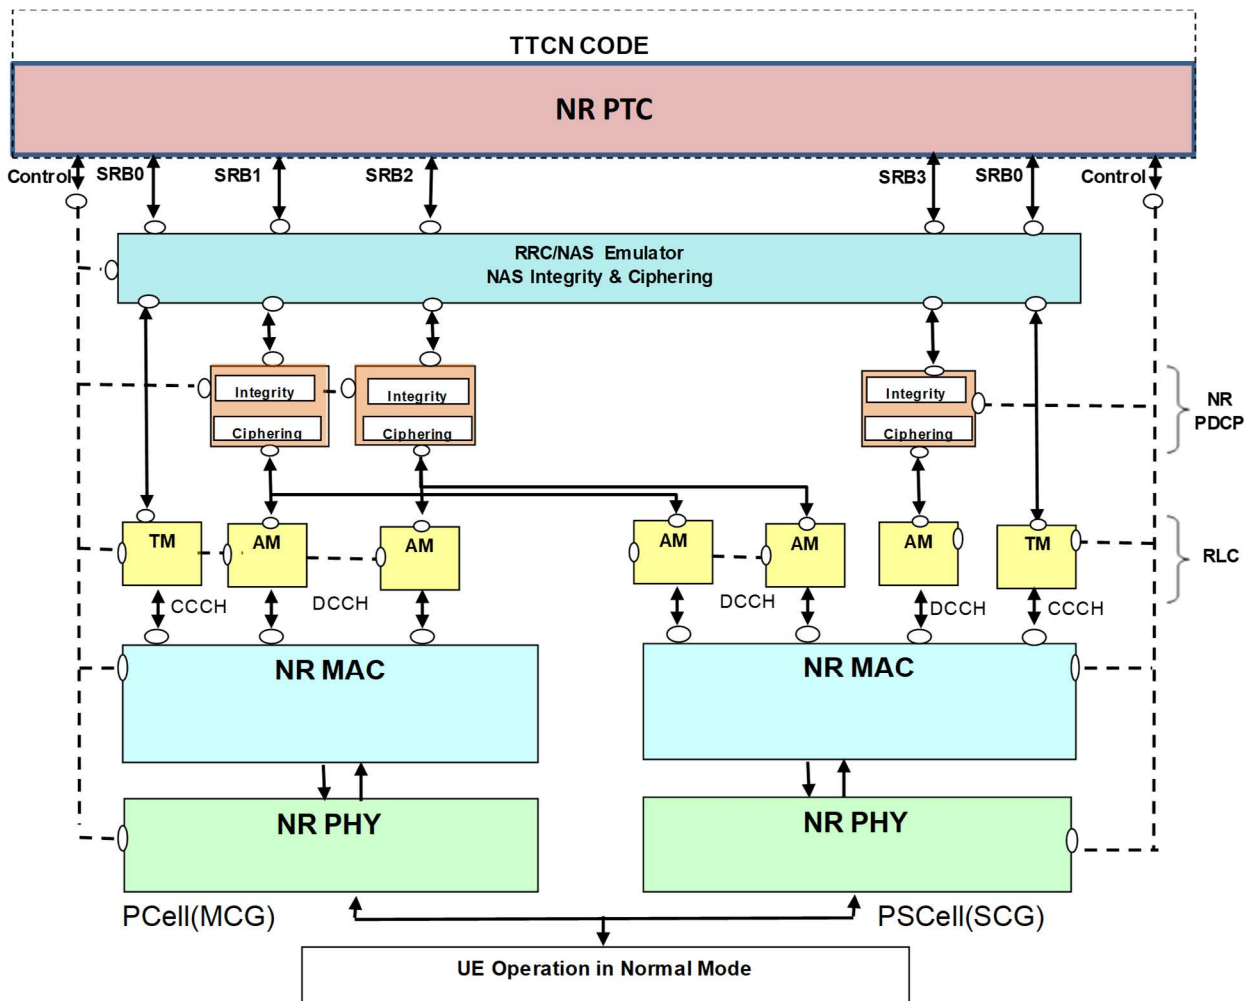 TTCN CODE
NR PTC
Control
SRB0
SRB1
SRB2
SRB3
SRB0
Control
RRC/NAS Emulator
NAS Integrity & Ciphering
Integrity
Ciphering
Integrity
Ciphering
Integrity
Ciphering
NR
PDCP
TM
AM
AM
AM
AM
AM
TM
RLC
CCCH
DCCH
DCCH
DCCH
CCCH
NR MAC
NR MAC
NR PHY
NR PHY
PCell(MCG)
PSCell(SCG)
UE Operation in Normal Mode